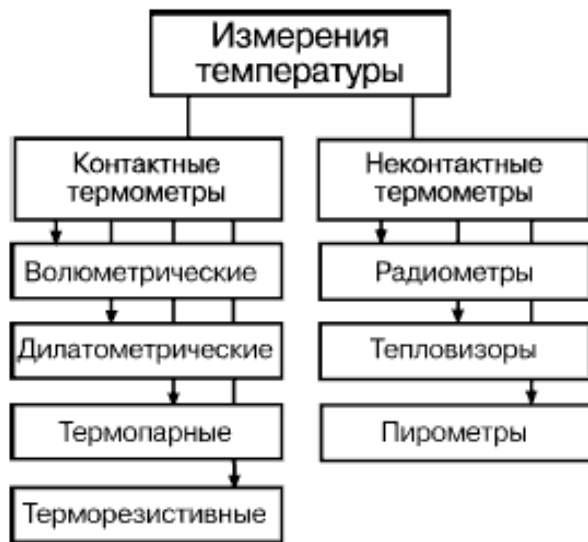 Измерения
температуры
Контактные
термометры
Неконтактные
термометры
Волюметрические
Радиометры
Дилатометрические
Тепловизоры
Термопарные
Пирометры
Терморезистивные